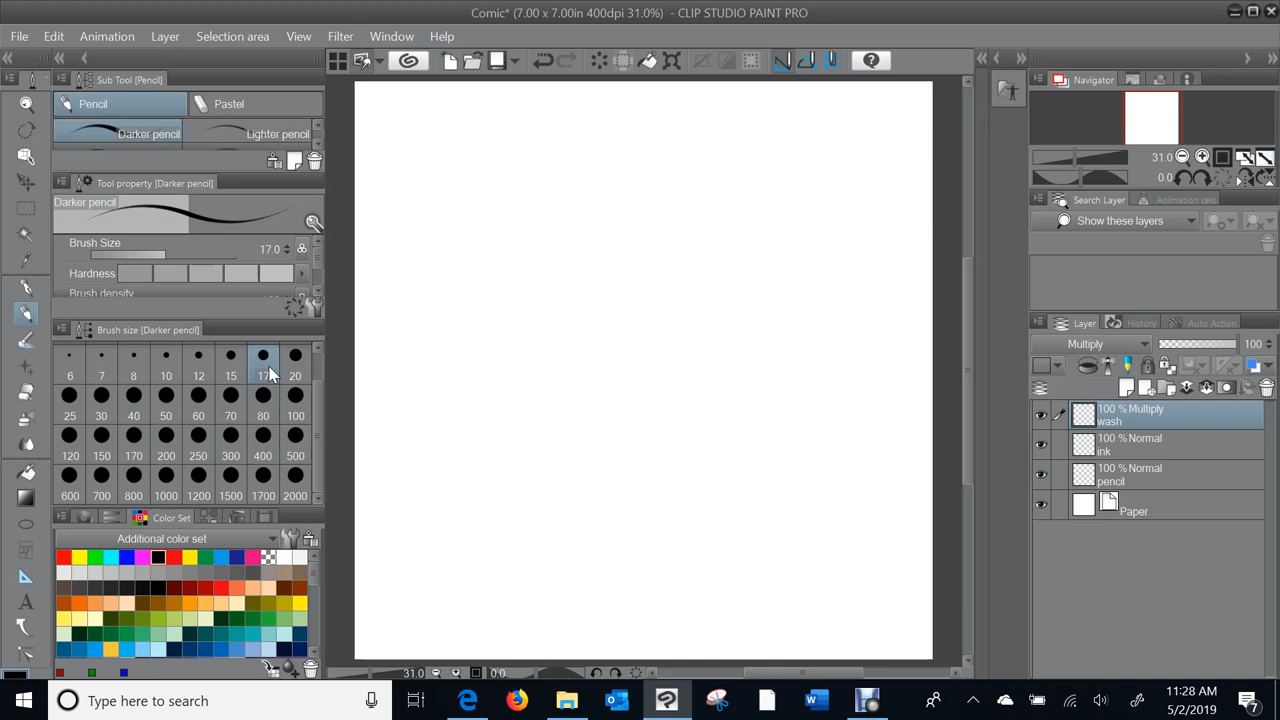 Comic* (7.00 x 7.00in 400dpi 31.0%) - CLIP STUDIO PAINT PRO
File Edit Animation Layer Selection area View Filter Window Help
Sub Tool [Pencil]
Pencil Pastel
Darker pencil Lighter pencil
Tool property [Darker pencil]
Darker pencil
Brush Size 17.0
Hardness
Brush density
Brush size [Darker pencil]
6 7 8 10 12 15 17 20
25 30 40 50 60 70 80 100
120 150 170 200 250 300 400 500
600 700 800 1000 1200 1500 1700 2000
Color Set
Additional color set
31.0 0.0
Navigator
31.0
0.0
Search Layer Animation cels
Show these layers
Layer History Auto Action
Multiply 100
100 % Multiply
wash
100 % Normal
ink
100 % Normal
pencil
Paper
Type here to search
11:28 AM
5/2/2019
7